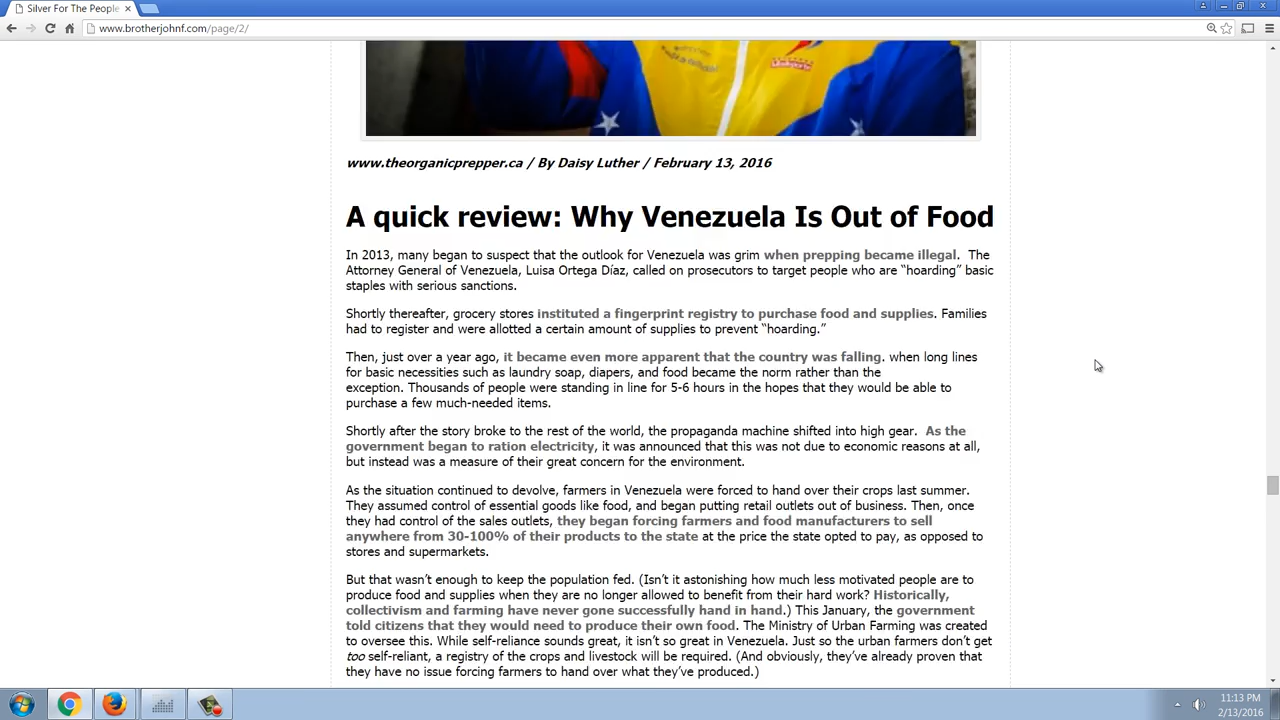 Silver For The People
www.brotherjohnf.com/page/2/
www.theorganicprepper.ca / By Daisy Luther / February 13, 2016
A quick review: Why Venezuela Is Out of Food
In 2013, many began to suspect that the outlook for Venezuela was grim when prepping became illegal.  The
Attorney General of Venezuela, Luisa Ortega Díaz, called on prosecutors to target people who are “hoarding” basic
staples with serious sanctions.
Shortly thereafter, grocery stores instituted a fingerprint registry to purchase food and supplies. Families
had to register and were allotted a certain amount of supplies to prevent “hoarding.”
Then, just over a year ago, it became even more apparent that the country was falling. when long lines
for basic necessities such as laundry soap, diapers, and food became the norm rather than the
exception. Thousands of people were standing in line for 5-6 hours in the hopes that they would be able to
purchase a few much-needed items.
Shortly after the story broke to the rest of the world, the propaganda machine shifted into high gear.  As the
government began to ration electricity, it was announced that this was not due to economic reasons at all,
but instead was a measure of their great concern for the environment.
As the situation continued to devolve, farmers in Venezuela were forced to hand over their crops last summer.
They assumed control of essential goods like food, and began putting retail outlets out of business. Then, once
they had control of the sales outlets, they began forcing farmers and food manufacturers to sell
anywhere from 30-100% of their products to the state at the price the state opted to pay, as opposed to
stores and supermarkets.
But that wasn’t enough to keep the population fed. (Isn’t it astonishing how much less motivated people are to
produce food and supplies when they are no longer allowed to benefit from their hard work? Historically,
collectivism and farming have never gone successfully hand in hand.) This January, the government
told citizens that they would need to produce their own food. The Ministry of Urban Farming was created
to oversee this. While self-reliance sounds great, it isn’t so great in Venezuela. Just so the urban farmers don’t get
too self-reliant, a registry of the crops and livestock will be required. (And obviously, they’ve already proven that
they have no issue forcing farmers to hand over what they’ve produced.)
11:13 PM
2/13/2016